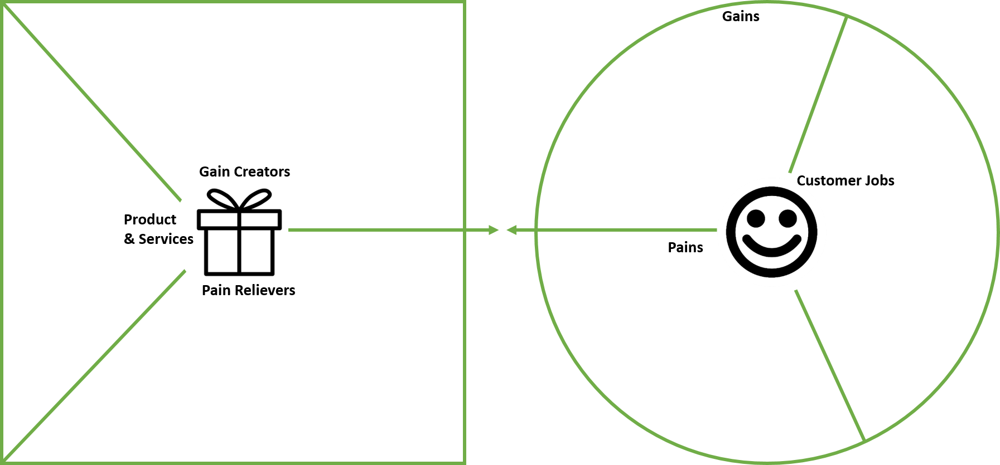 Gain Creators
Product
& Services
Pain Relievers
Gains
Customer Jobs
Pains